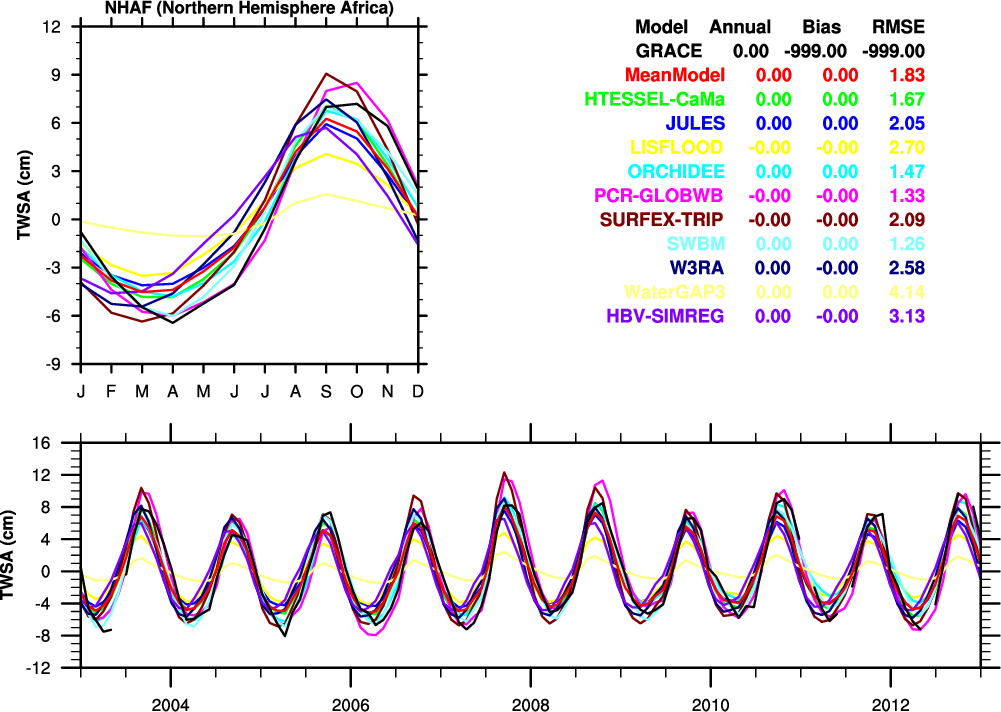 NHAF (Northern Hemisphere Africa)
Model Annual Bias RMSE
GRACE 0.00 -999.00 -999.00
MeanModel 0.00 0.00 1.83
HTESSEL-CaMa 0.00 0.00 1.67
JULES 0.00 0.00 2.05
LISFLOOD -0.00 -0.00 2.70
ORCHIDEE 0.00 0.00 1.47
PCR-GLOBWB -0.00 -0.00 1.33
SURFEX-TRIP -0.00 -0.00 2.09
SWBM 0.00 0.00 1.26
W3RA 0.00 -0.00 2.58
WaterGAP3 0.00 0.00 4.14
HBV-SIMREG 0.00 -0.00 3.13
TWSA (cm)
12
9
6
3
0
-3
-6
-9
J F M A M J J A S O N D
TWSA (cm)
16
12
8
4
0
-4
-8
-12
2004 2006 2008 2010 2012